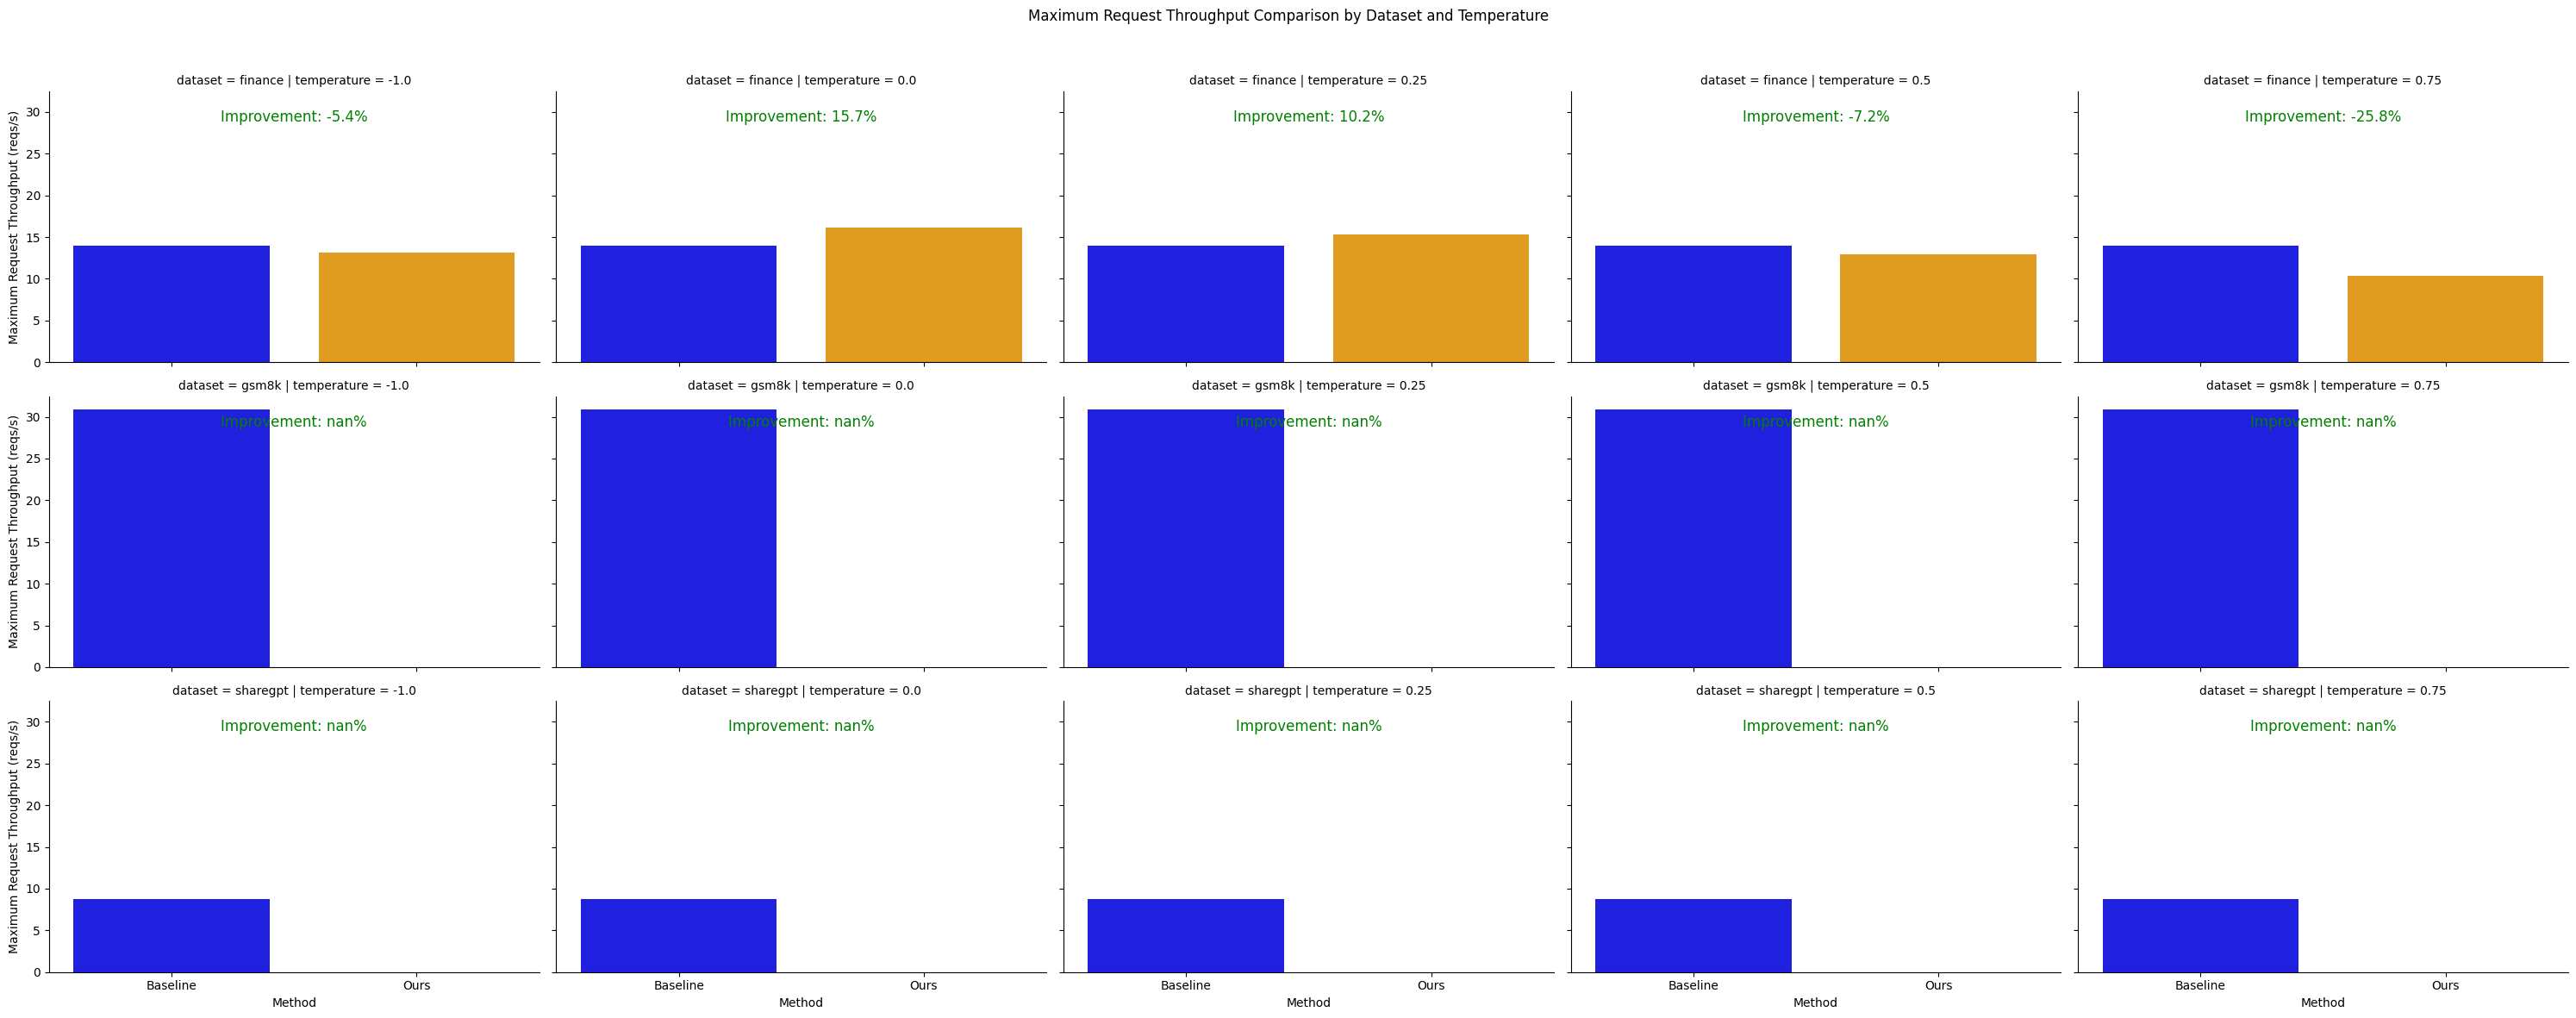 Maximum Request Throughput Comparison by Dataset and Temperature
dataset = finance | temperature = -1.0
dataset = finance | temperature = 0.0
dataset = finance | temperature = 0.25
dataset = finance | temperature = 0.5
dataset = finance | temperature = 0.75
Improvement: -5.4%
Improvement: 15.7%
Improvement: 10.2%
Improvement: -7.2%
Improvement: -25.8%
Maximum Request Throughput (reqs/s)
30
25
20
15
10
5
0
dataset = gsm8k | temperature = -1.0
dataset = gsm8k | temperature = 0.0
dataset = gsm8k | temperature = 0.25
dataset = gsm8k | temperature = 0.5
dataset = gsm8k | temperature = 0.75
Improvement: nan%
Improvement: nan%
Improvement: nan%
Improvement: nan%
Improvement: nan%
Maximum Request Throughput (reqs/s)
30
25
20
15
10
5
0
dataset = sharegpt | temperature = -1.0
dataset = sharegpt | temperature = 0.0
dataset = sharegpt | temperature = 0.25
dataset = sharegpt | temperature = 0.5
dataset = sharegpt | temperature = 0.75
Improvement: nan%
Improvement: nan%
Improvement: nan%
Improvement: nan%
Improvement: nan%
Maximum Request Throughput (reqs/s)
30
25
20
15
10
5
0
Baseline
Ours
Baseline
Ours
Baseline
Ours
Baseline
Ours
Baseline
Ours
Method
Method
Method
Method
Method